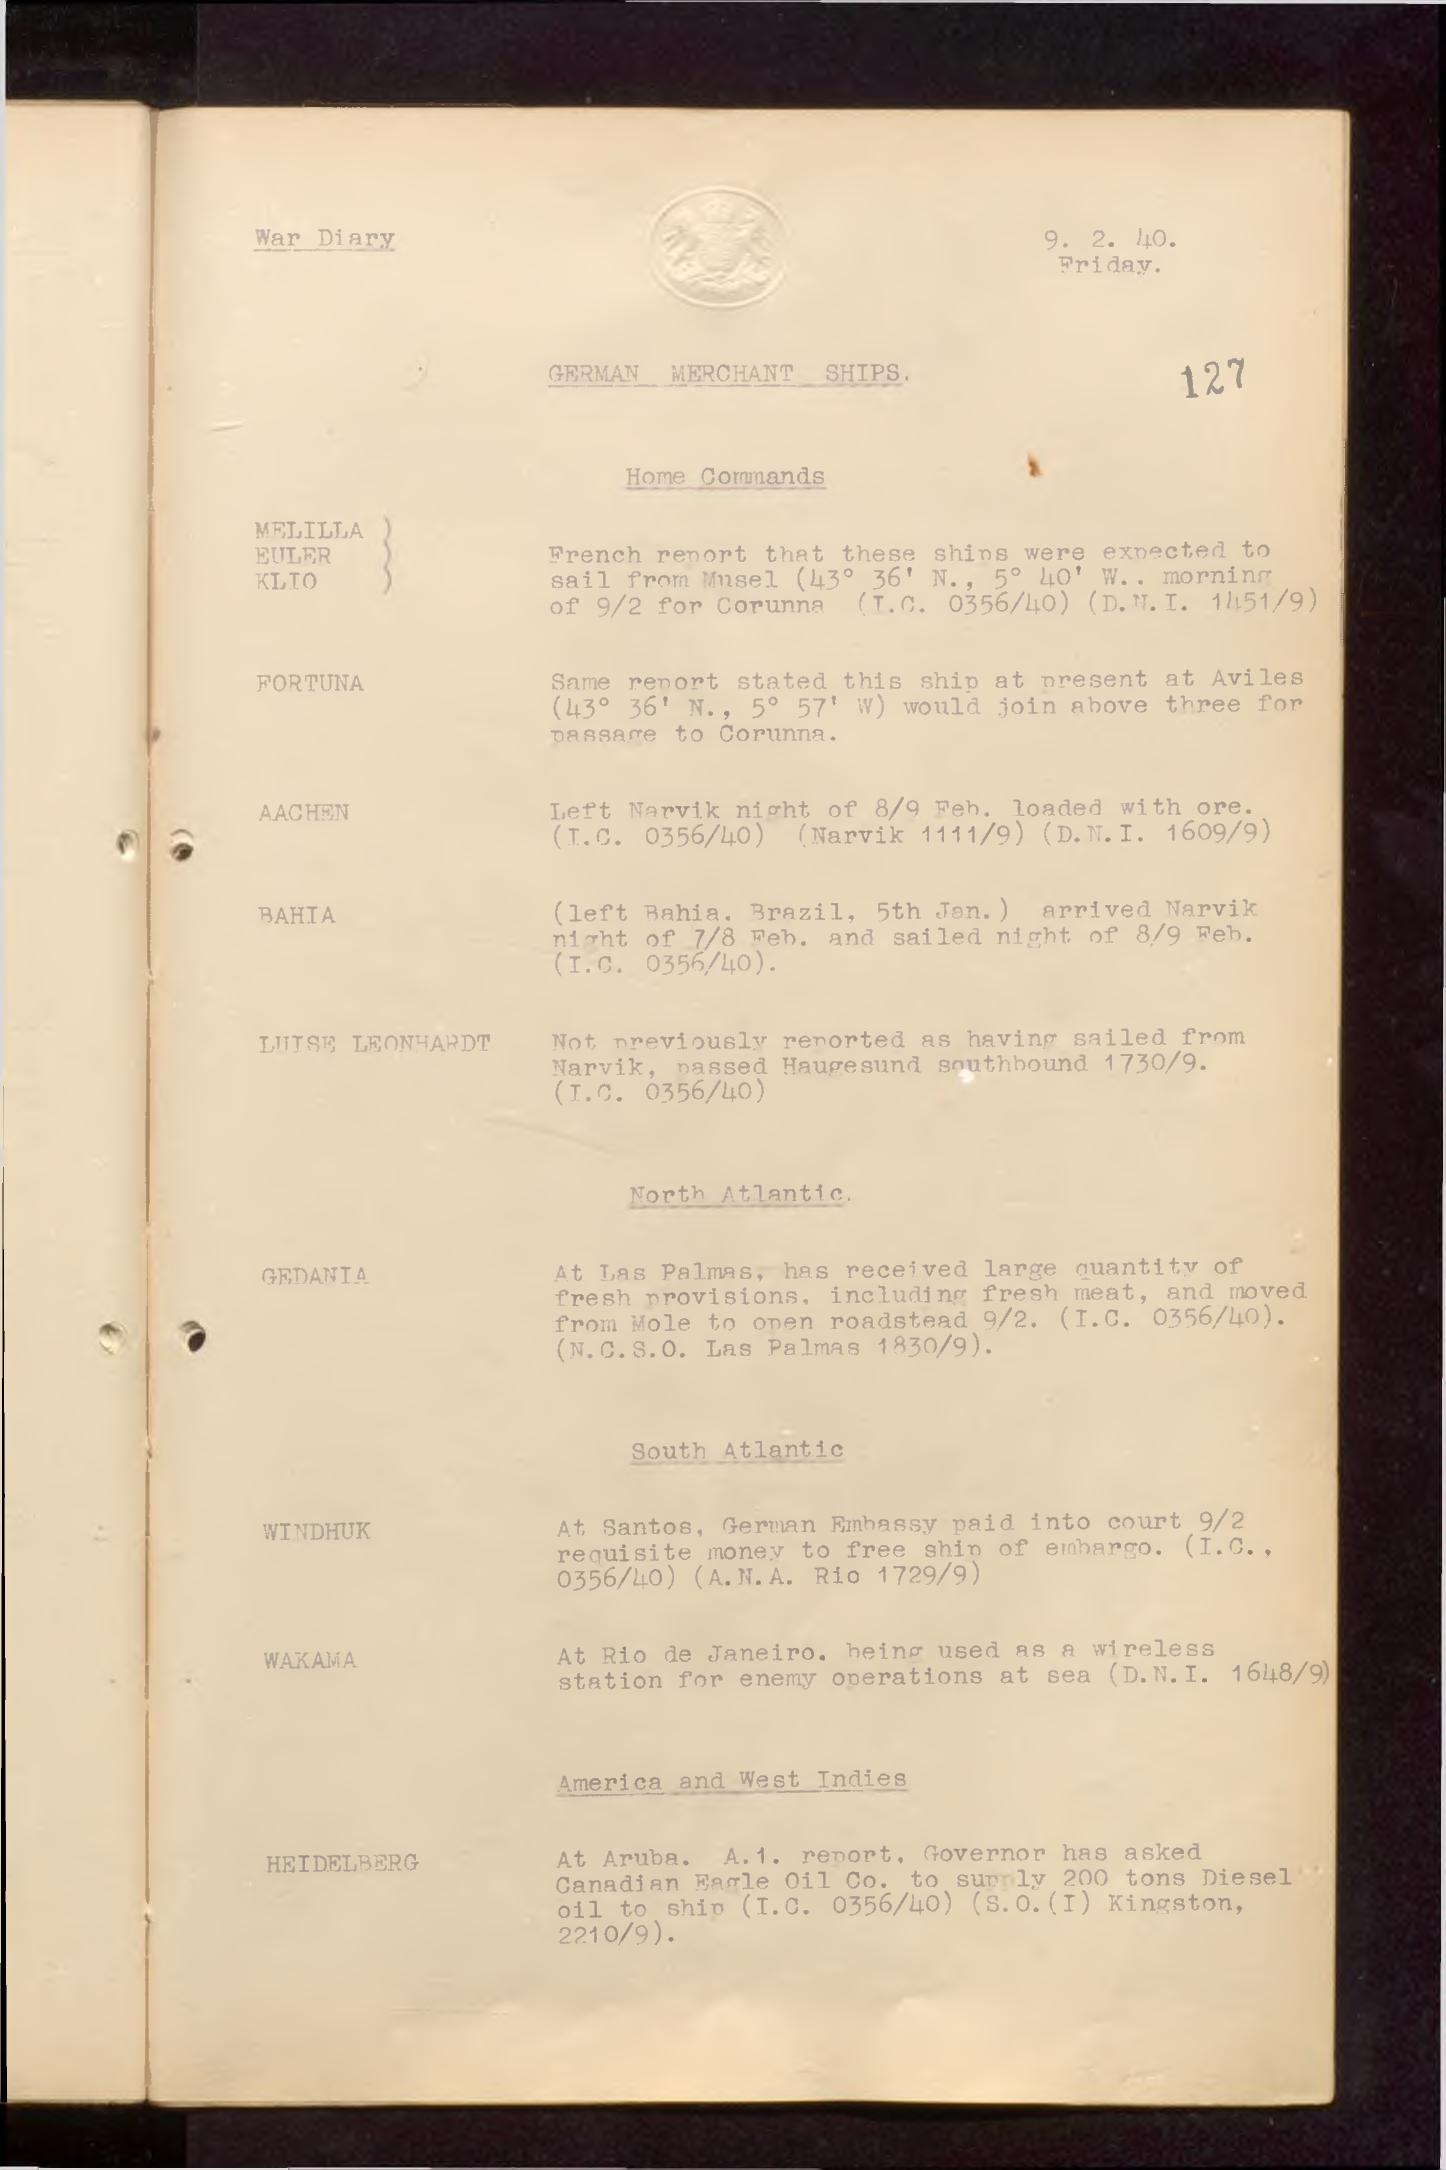 War Diary
9. 2. 40.
Friday.
GERMAN MERCHANT SHIPS.
127
Home Commands
MELILLA )
EULER )
KLIO )
French report that these ships were expected to
sail from Musel (43° 36' N., 5° 40' W.. morning
of 9/2 for Corunna (I.C. 0356/40) (D.N.I. 1451/9)
FORTUNA
Same report stated this ship at present at Aviles
(43° 36' N., 5° 57' W) would join above three for
passage to Corunna.
AACHEN
Left Narvik night of 8/9 Feb. loaded with ore.
(I.C. 0356/40) (Narvik 1111/9) (D.N.I. 1609/9)
BAHIA
(left Bahia. Brazil, 5th Jan.) arrived Narvik
night of 7/8 Feb. and sailed night of 8/9 Feb.
(I.C. 0356/40).
LUISE LEONHARDT
Not previously reported as having sailed from
Narvik, passed Haugesund southbound 1730/9.
(I.C. 0356/40)
North Atlantic.
GEDANIA
At Las Palmas, has received large quantity of
fresh provisions, including fresh meat, and moved
from Mole to open roadstead 9/2. (I.C. 0356/40).
(N.C.S.O. Las Palmas 1830/9).
South Atlantic
WINDHUK
At Santos, German Embassy paid into court 9/2
requisite money to free ship of embargo. (I.C.,
0356/40) (A.N.A. Rio 1729/9)
WAKAMA
At Rio de Janeiro. being used as a wireless
station for enemy operations at sea (D.N.I. 1648/9)
America and West Indies
HEIDELBERG
At Aruba. A.1. report, Governor has asked
Canadian Eagle Oil Co. to supply 200 tons Diesel
oil to ship (I.C. 0356/40) (S.O.(I) Kingston,
2210/9).